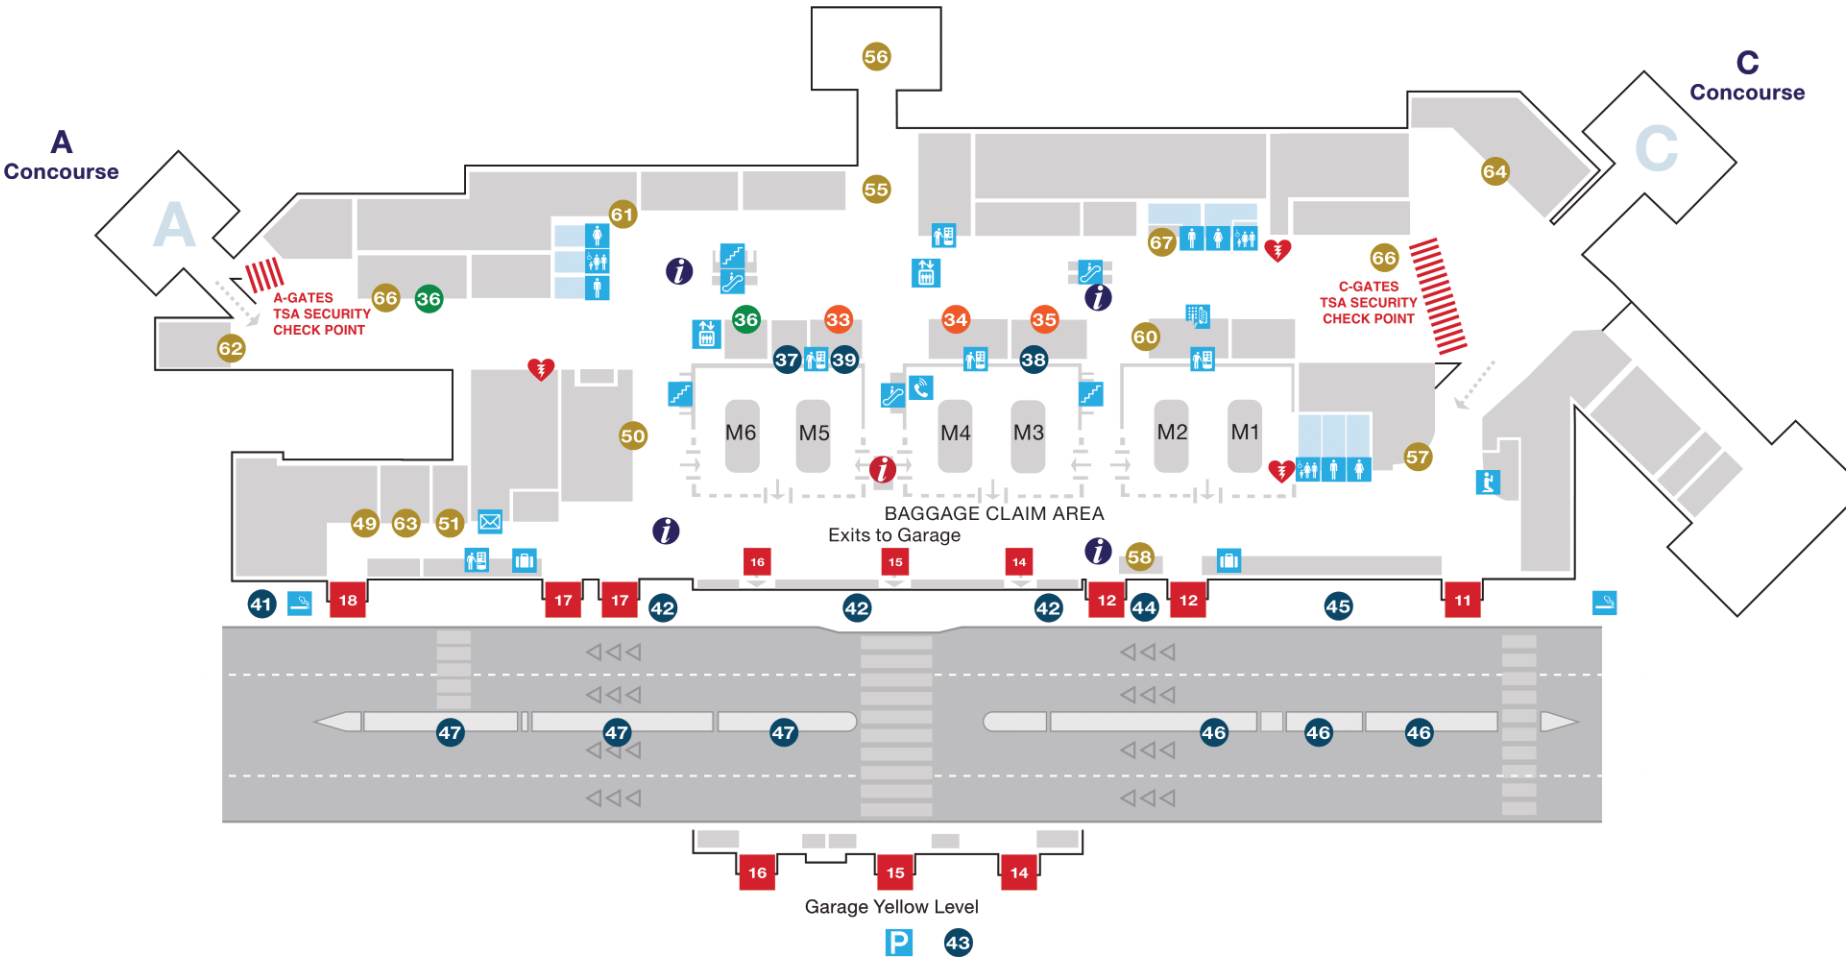 56
C
Concourse
A
Concourse
C
64
55
61
A
67
66
i
A-GATES
TSA SECURITY
CHECK POINT
66
36
C-GATES
TSA SECURITY
CHECK POINT
i
36
33
34
35
60
62
37
39
38
50
M6
M5
M4
M3
M2
M1
57
i
49
63
51
BAGGAGE CLAIM AREA
Exits to Garage
i
i
58
16
15
14
41
18
17
17
42
42
42
12
44
12
45
11
47
47
47
46
46
46
16
15
14
Garage Yellow Level
P
43